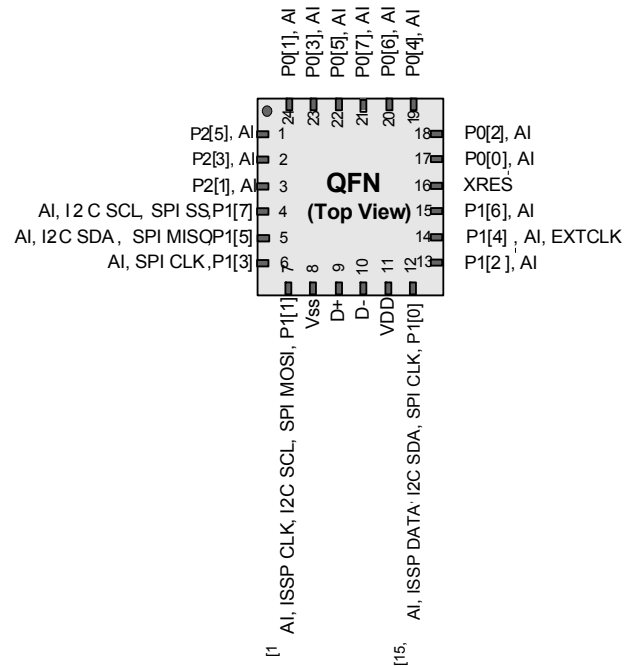 P0[1], AI
P0[3], AI
P0[5], AI
P0[7], AI
P0[6], AI
P0[4], AI
24
23
22
21
20
19
P2[5], AI
1
18
P0[2], AI
P2[3], AI
2
17
P0[0], AI
P2[1], AI
3
QFN
16
XRES
AI, I2C SCL, SPI SS,P1[7]
4
(Top View)
15
P1[6], AI
AI, I2C SDA, SPI MISO,P1[5]
5
14
P1[4] , AI, EXTCLK
AI, SPI CLK,P1[3]
6
13
P1[2], AI
7
8
9
10
11
12
AI, ISSP CLK, I2C SCL, SPI MOSI, P1[1]
Vss
D+
D-
VDD
AI, ISSP DATA, I2C SDA, SPI CLK, P1[0]
[1
[15,